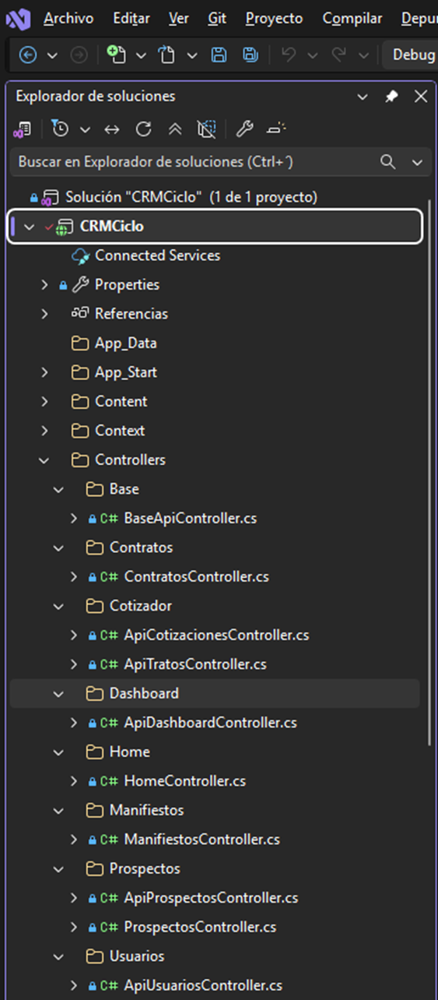 Archivo Editar Ver Git Proyecto Compilar
Debug
Explorador de soluciones
Buscar en Explorador de soluciones (Ctrl+´)
Solución "CRMCiclo" (1 de 1 proyecto)
CRMCiclo
Connected Services
Properties
Referencias
App_Data
App_Start
Content
Context
Controllers
Base
C# BaseApiController.cs
Contratos
C# ContratosController.cs
Cotizador
C# ApiCotizacionesController.cs
C# ApiTratosController.cs
Dashboard
C# ApiDashboardController.cs
Home
C# HomeController.cs
Manifiestos
C# ManifiestosController.cs
Prospectos
C# ApiProspectosController.cs
C# ProspectosController.cs
Usuarios
C# ApiUsuariosController.cs